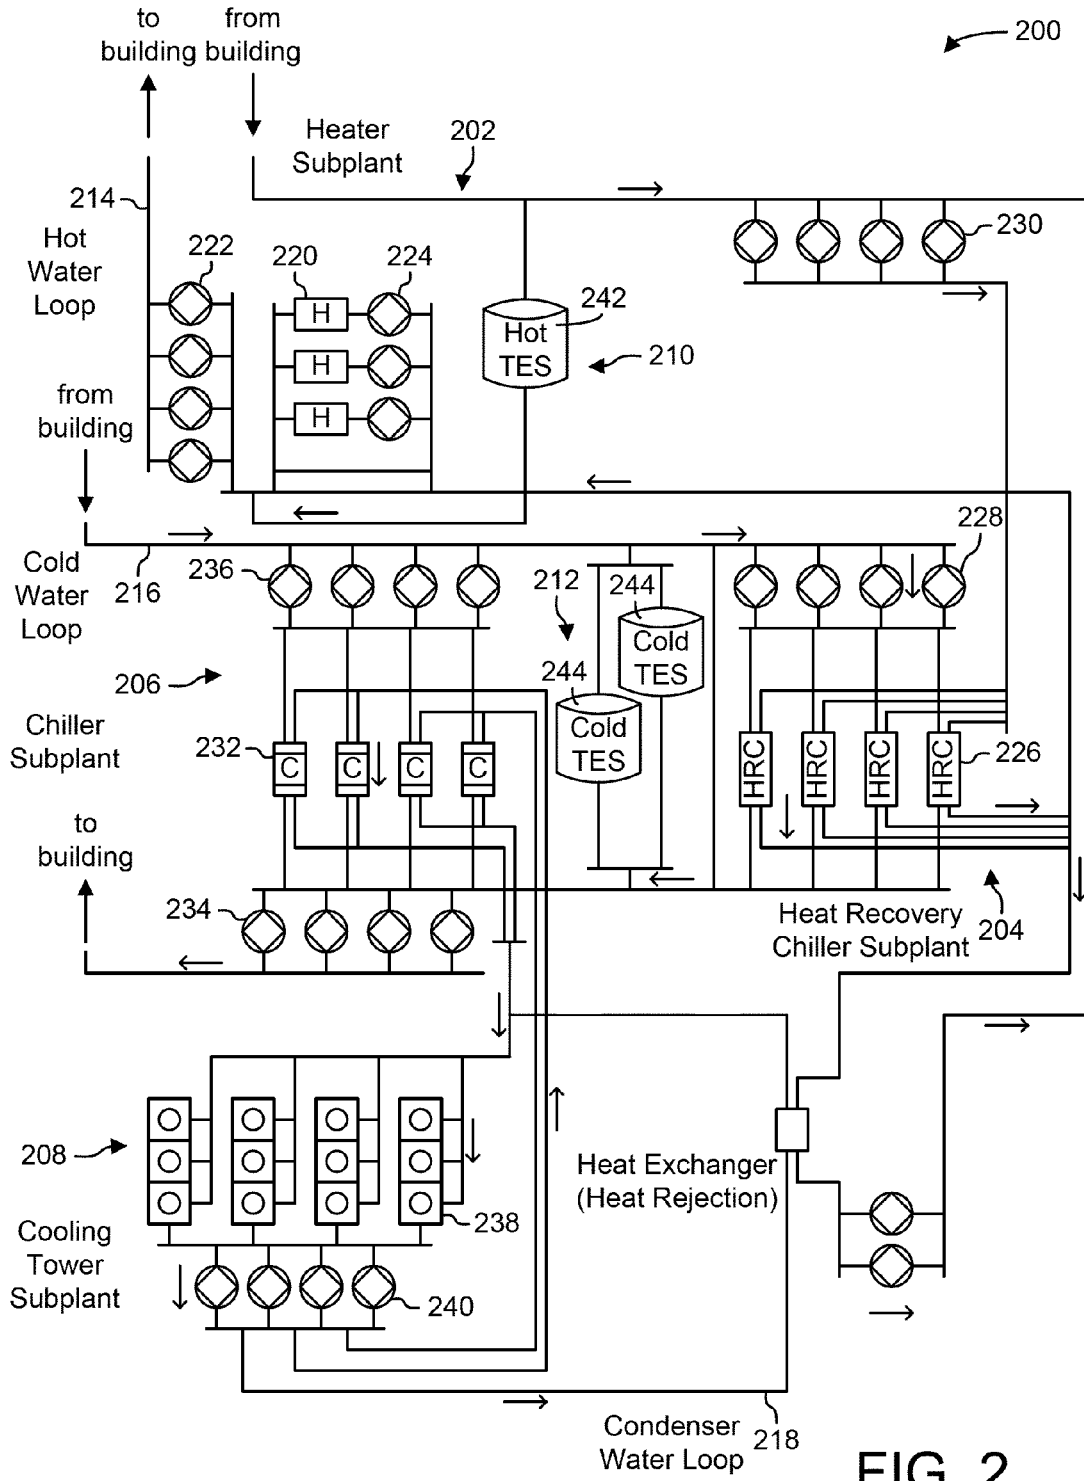 to
building
from
building
200
Heater
Subplant
202
214
Hot
Water
Loop
222
220
224
H
H
H
242
Hot
TES
210
230
from
building
Cold
Water
Loop
216
236
212
244
Cold
TES
244
Cold
TES
228
206
Chiller
Subplant
232
C
C
C
C
HRC
HRC
HRC
HRC
226
to
building
234
Heat Recovery
Chiller Subplant
204
208
Cooling
Tower
Subplant
238
240
Heat Exchanger
(Heat Rejection)
Condenser
Water Loop
218
FIG. 2